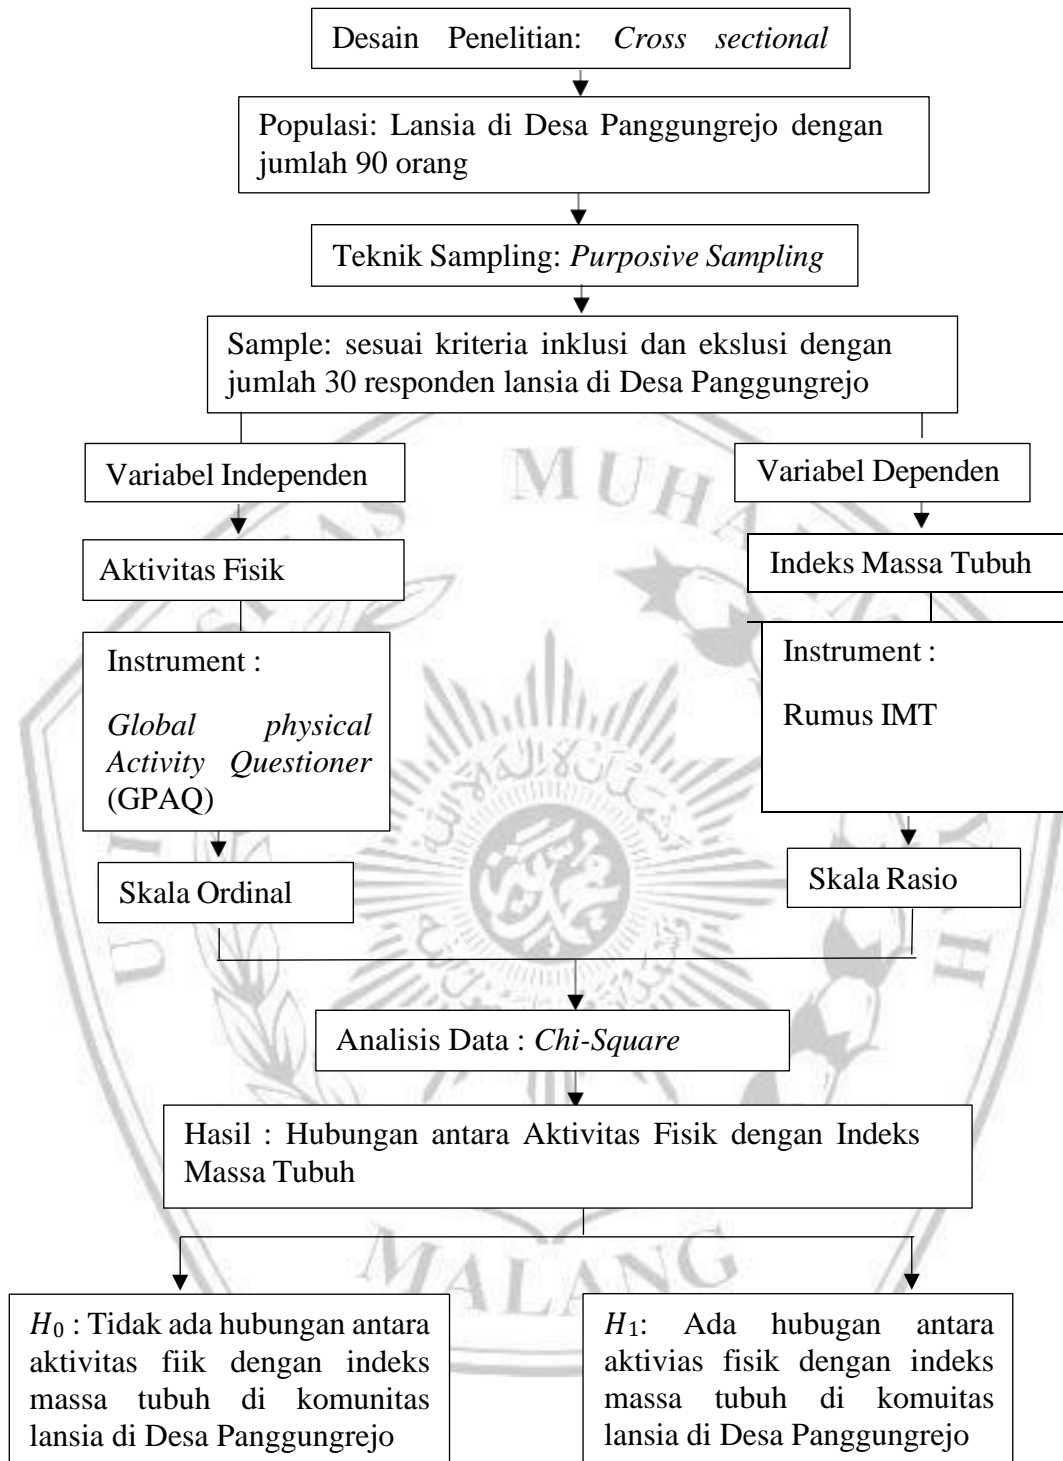 Desain Penelitian: Cross sectional
Populasi: Lansia di Desa Panggungrejo dengan
jumlah 90 orang
Teknik Sampling: Purposive Sampling
Sample: sesuai kriteria inklusi dan ekslusi dengan
jumlah 30 responden lansia di Desa Panggungrejo
Variabel Independen
Variabel Dependen
Aktivitas Fisik
Indeks Massa Tubuh
Instrument :
Global physical
Activity Questioner
(GPAQ)
Instrument :
Rumus IMT
Skala Ordinal
Skala Rasio
Analisis Data : Chi-Square
Hasil : Hubungan antara Aktivitas Fisik dengan Indeks
Massa Tubuh
H0 : Tidak ada hubungan antara
aktivitas fiik dengan indeks
massa tubuh di komunitas
lansia di Desa Panggungrejo
H1: Ada hubugan antara
aktivias fisik dengan indeks
massa tubuh di komuitas
lansia di Desa Panggungrejo
MALANG